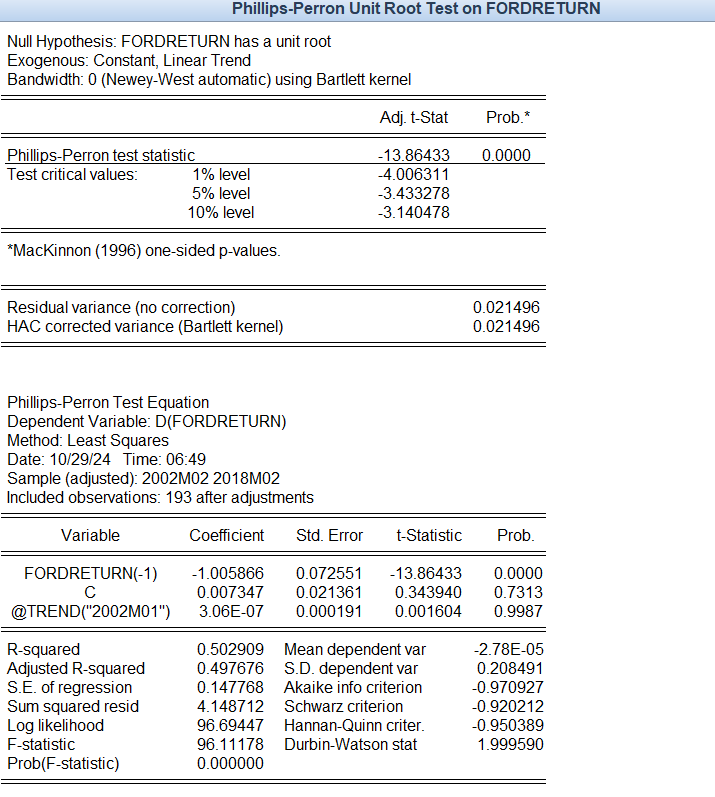 Phillips-Perron Unit Root Test on FORDRETURN
Null Hypothesis: FORDRETURN has a unit root
Exogenous: Constant, Linear Trend
Bandwidth: 0 (Newey-West automatic) using Bartlett kernel
Adj. t-Stat Prob.*
Phillips-Perron test statistic -13.86433 0.0000
Test critical values: 1% level -4.006311
5% level -3.433278
10% level -3.140478
*MacKinnon (1996) one-sided p-values.
Residual variance (no correction) 0.021496
HAC corrected variance (Bartlett kernel) 0.021496
Phillips-Perron Test Equation
Dependent Variable: D(FORDRETURN)
Method: Least Squares
Date: 10/29/24 Time: 06:49
Sample (adjusted): 2002M02 2018M02
Included observations: 193 after adjustments
Variable Coefficient Std. Error t-Statistic Prob.
FORDRETURN(-1) -1.005866 0.072551 -13.86433 0.0000
C 0.007347 0.021361 0.343940 0.7313
@TREND("2002M01") 3.06E-07 0.000191 0.001604 0.9987
R-squared 0.502909 Mean dependent var -2.78E-05
Adjusted R-squared 0.497676 S.D. dependent var 0.208491
S.E. of regression 0.147768 Akaike info criterion -0.970927
Sum squared resid 4.148712 Schwarz criterion -0.920212
Log likelihood 96.69447 Hannan-Quinn criter. -0.950389
F-statistic 96.11178 Durbin-Watson stat 1.999590
Prob(F-statistic) 0.000000